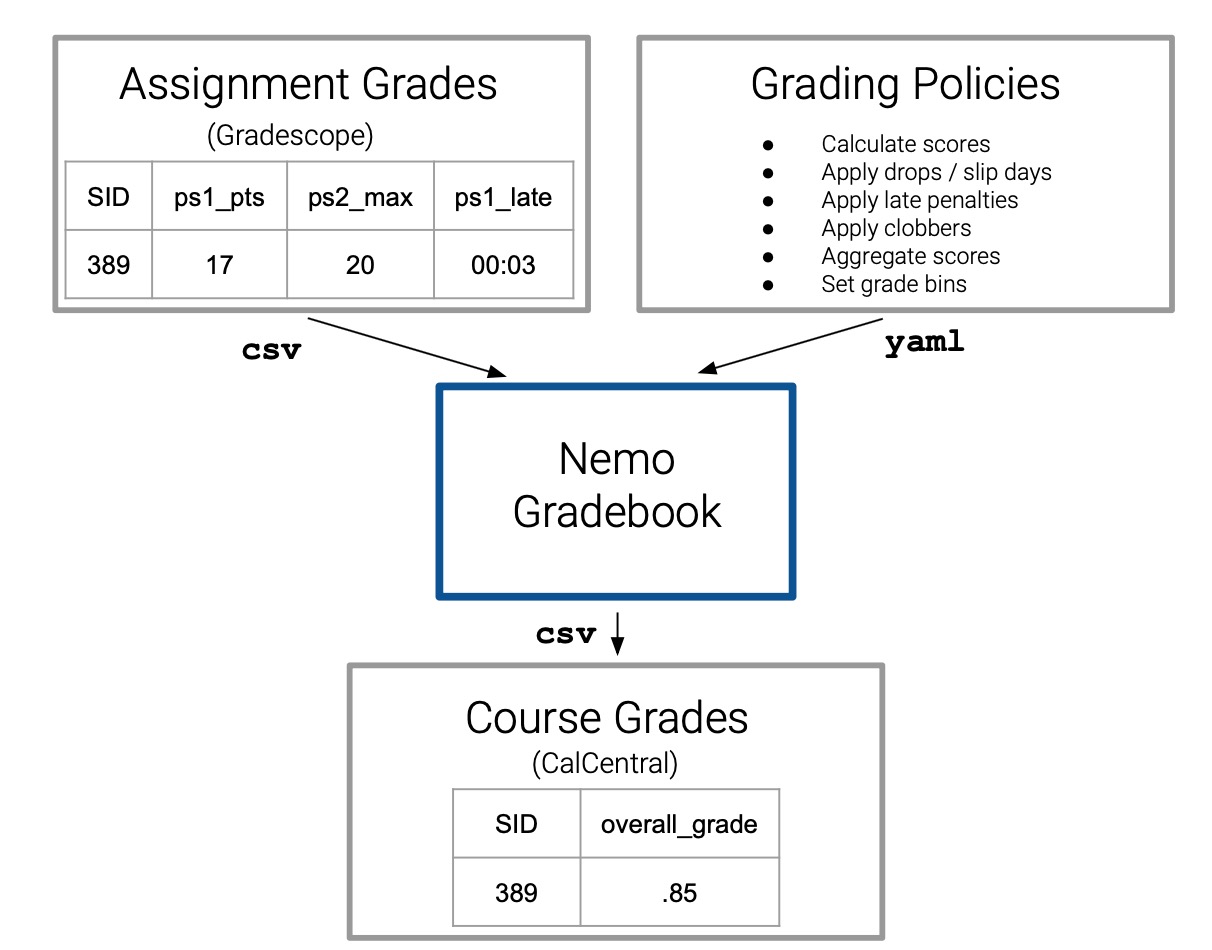 Assignment Grades
(Gradescope)
SID ps1_pts ps2_max ps1_late
389 17 20 00:03
Grading Policies
● Calculate scores
● Apply drops / slip days
● Apply late penalties
● Apply clobbers
● Aggregate scores
● Set grade bins
csv
yaml
Nemo
Gradebook
csv
Course Grades
(CalCentral)
SID overall_grade
389 .85